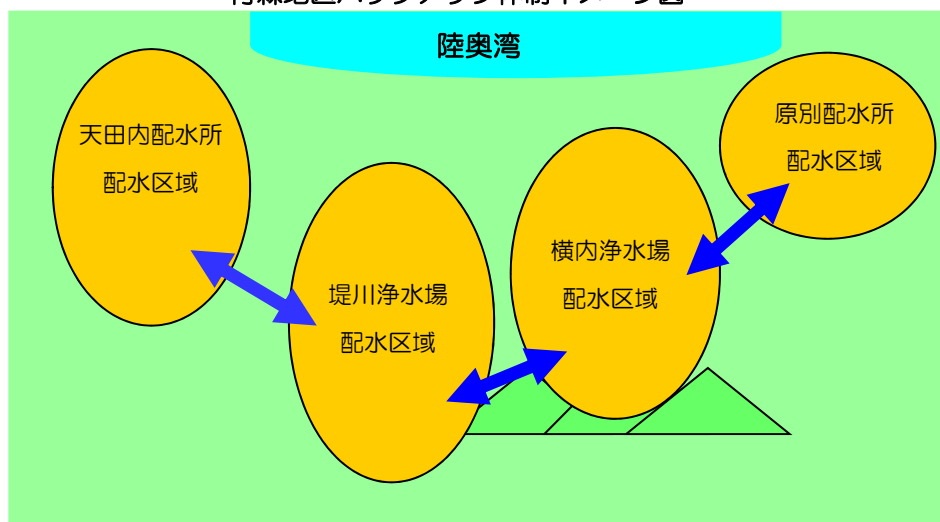 陸奥湾
天田内配水所
配水区域
原別配水所
配水区域
横内浄水場
配水区域
堤川浄水場
配水区域